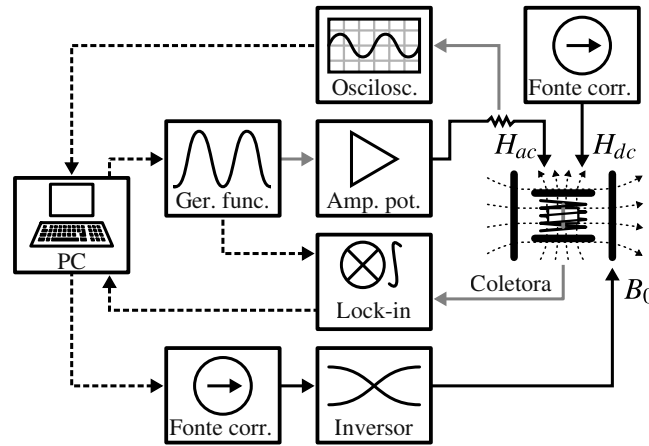 Oscilosc.
Fonte corr.
Ger. func.
Amp. pot.
H_ac
H_dc
PC
Lock-in
Coletora
B_0
Fonte corr.
Inversor